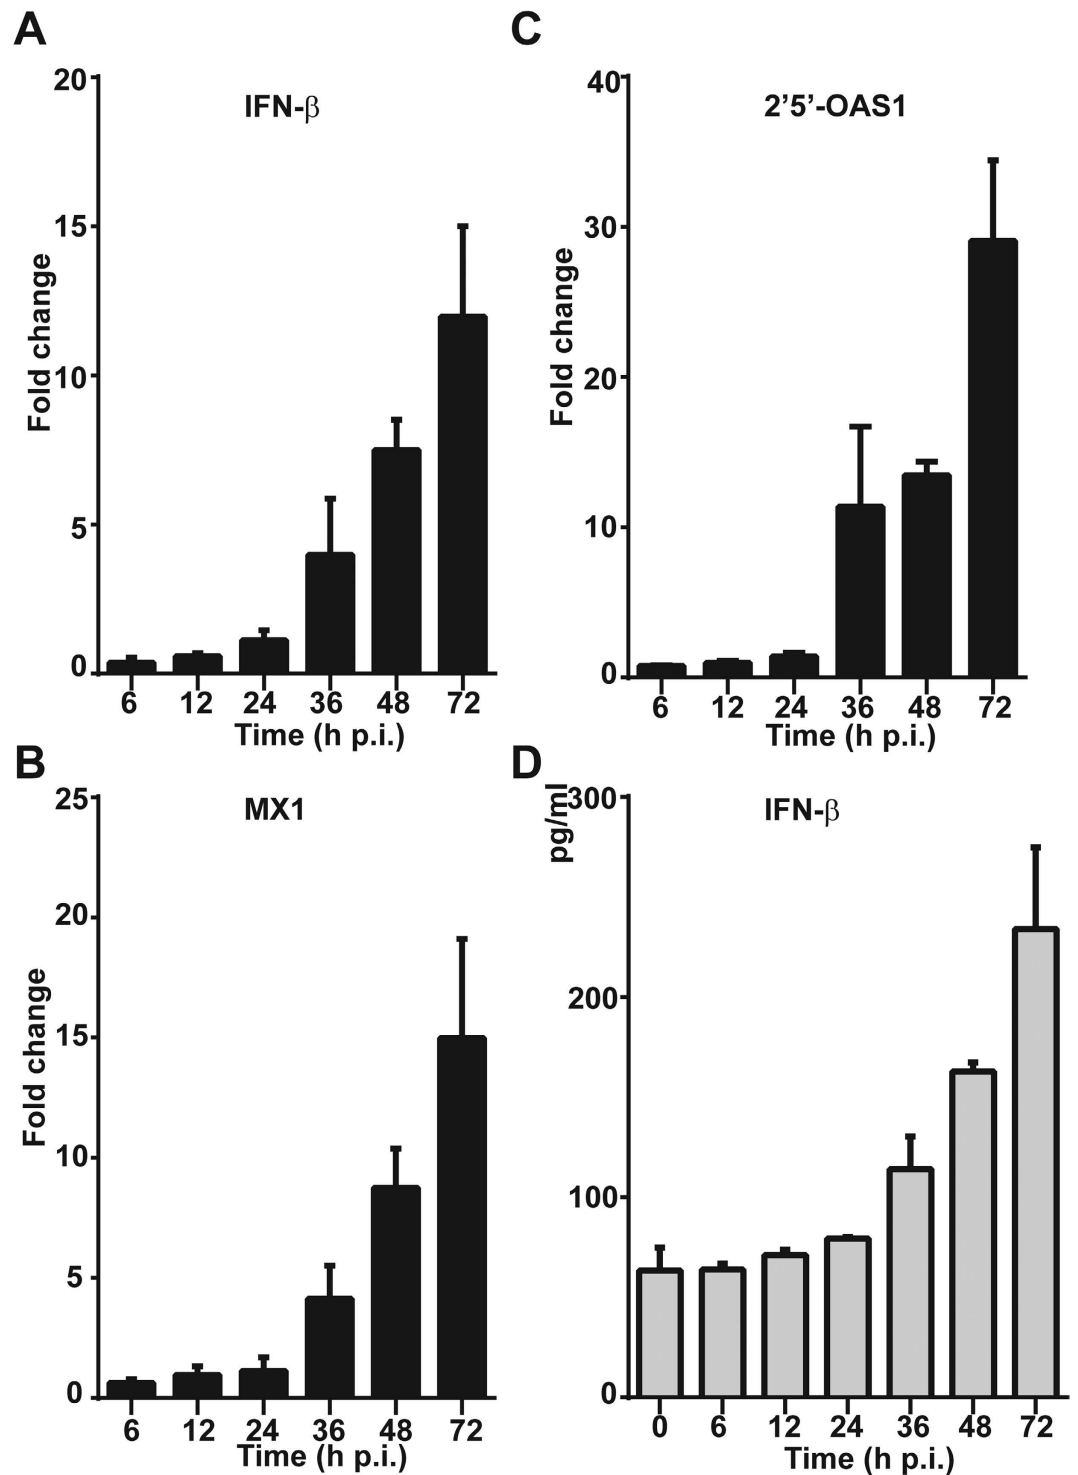 A
IFN-β
Fold change
20
15
10
5
0
6 12 24 36 48 72
Time (h p.i.)
C
2'5'-OAS1
Fold change
40
30
20
10
0
6 12 24 36 48 72
Time (h p.i.)
B
MX1
Fold change
25
20
15
10
5
0
6 12 24 36 48 72
Time (h p.i.)
D
IFN-β
pg/ml
300
200
100
0
0 6 12 24 36 48 72
Time (h p.i.)